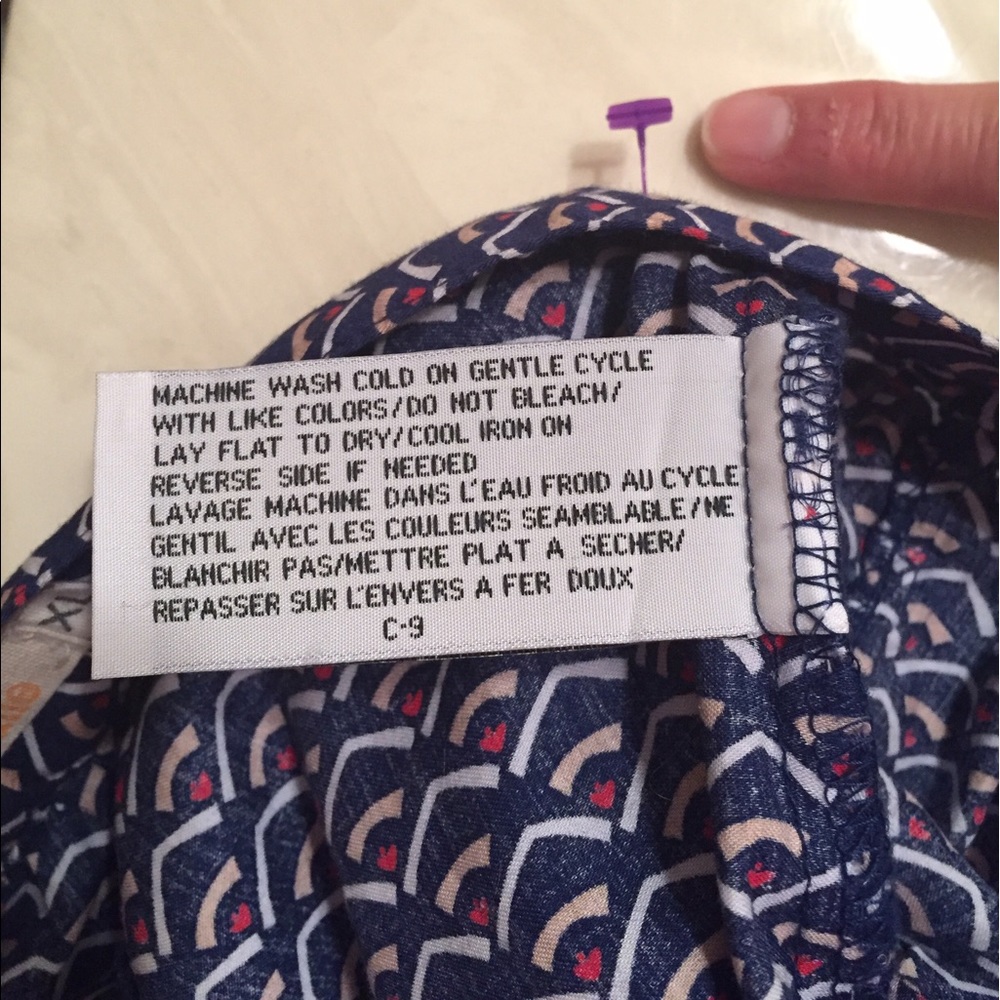 MACHINE WASH COLD ON GENTLE CYCLE
WITH LIKE COLORS/DO NOT BLEACH/
LAY FLAT TO DRY/COOL IRON ON
REVERSE SIDE IF NEEDED
LAVAGE MACHINE DANS L'EAU FROID AU CYCLE
GENTIL AVEC LES COULEURS SEAMBLABLE/NE
BLANCHIR PAS/METTRE PLAT A SECHER/
REPASSER SUR L'ENVERS A FER DOUX
C-9